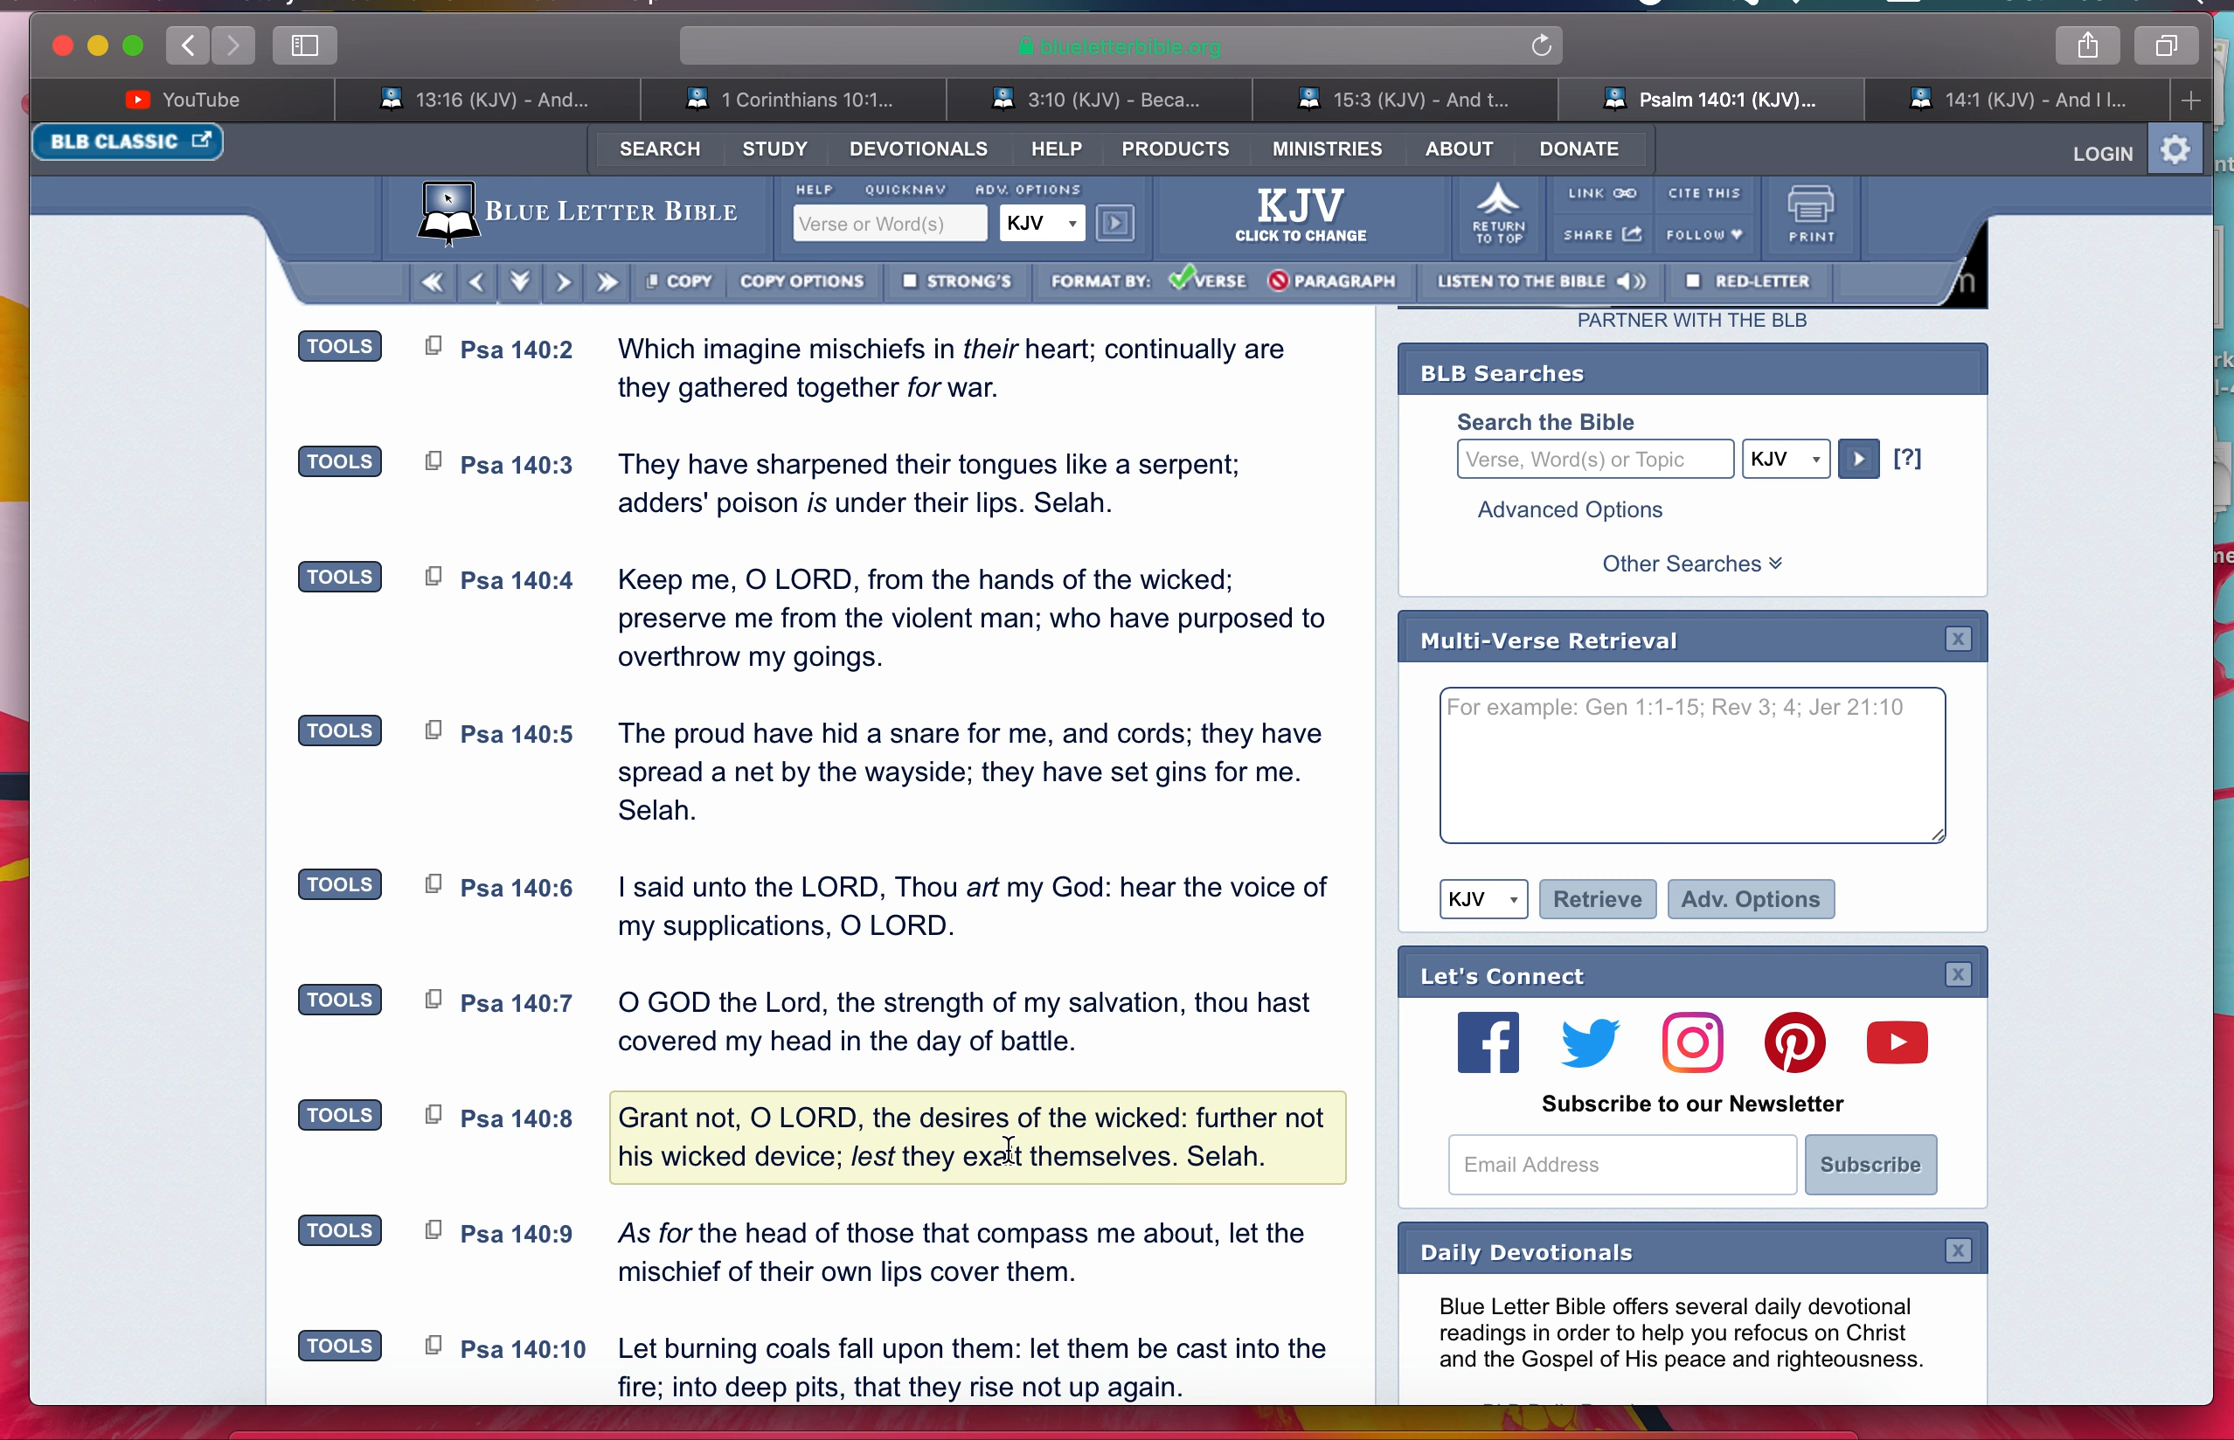 blueletterbible.org
YouTube
13:16 (KJV) - And...
1 Corinthians 10:1...
3:10 (KJV) - Beca...
15:3 (KJV) - And t...
Psalm 140:1 (KJV)...
14:1 (KJV) - And I l...
BLB CLASSIC
SEARCH STUDY DEVOTIONALS HELP PRODUCTS MINISTRIES ABOUT DONATE
LOGIN
BLUE LETTER BIBLE
HELP QUICKNAV ADV. OPTIONS
Verse or Word(s)
KJV
KJV
CLICK TO CHANGE
RETURN
TO TOP
LINK
CITE THIS
SHARE
FOLLOW
PRINT
COPY
COPY OPTIONS
STRONG'S
FORMAT BY: VERSE PARAGRAPH
LISTEN TO THE BIBLE
RED-LETTER
TOOLS Psa 140:2 Which imagine mischiefs in their heart; continually are
they gathered together for war.
TOOLS Psa 140:3 They have sharpened their tongues like a serpent;
adders' poison is under their lips. Selah.
TOOLS Psa 140:4 Keep me, O LORD, from the hands of the wicked;
preserve me from the violent man; who have purposed to
overthrow my goings.
TOOLS Psa 140:5 The proud have hid a snare for me, and cords; they have
spread a net by the wayside; they have set gins for me.
Selah.
TOOLS Psa 140:6 I said unto the LORD, Thou art my God: hear the voice of
my supplications, O LORD.
TOOLS Psa 140:7 O GOD the Lord, the strength of my salvation, thou hast
covered my head in the day of battle.
TOOLS Psa 140:8 Grant not, O LORD, the desires of the wicked: further not
his wicked device; lest they exalt themselves. Selah.
TOOLS Psa 140:9 As for the head of those that compass me about, let the
mischief of their own lips cover them.
TOOLS Psa 140:10 Let burning coals fall upon them: let them be cast into the
fire; into deep pits, that they rise not up again.
PARTNER WITH THE BLB
BLB Searches
Search the Bible
Verse, Word(s) or Topic
KJV
[?]
Advanced Options
Other Searches
Multi-Verse Retrieval
X
For example: Gen 1:1-15; Rev 3; 4; Jer 21:10
KJV
Retrieve
Adv. Options
Let's Connect
X
Subscribe to our Newsletter
Email Address
Subscribe
Daily Devotionals
X
Blue Letter Bible offers several daily devotional
readings in order to help you refocus on Christ
and the Gospel of His peace and righteousness.